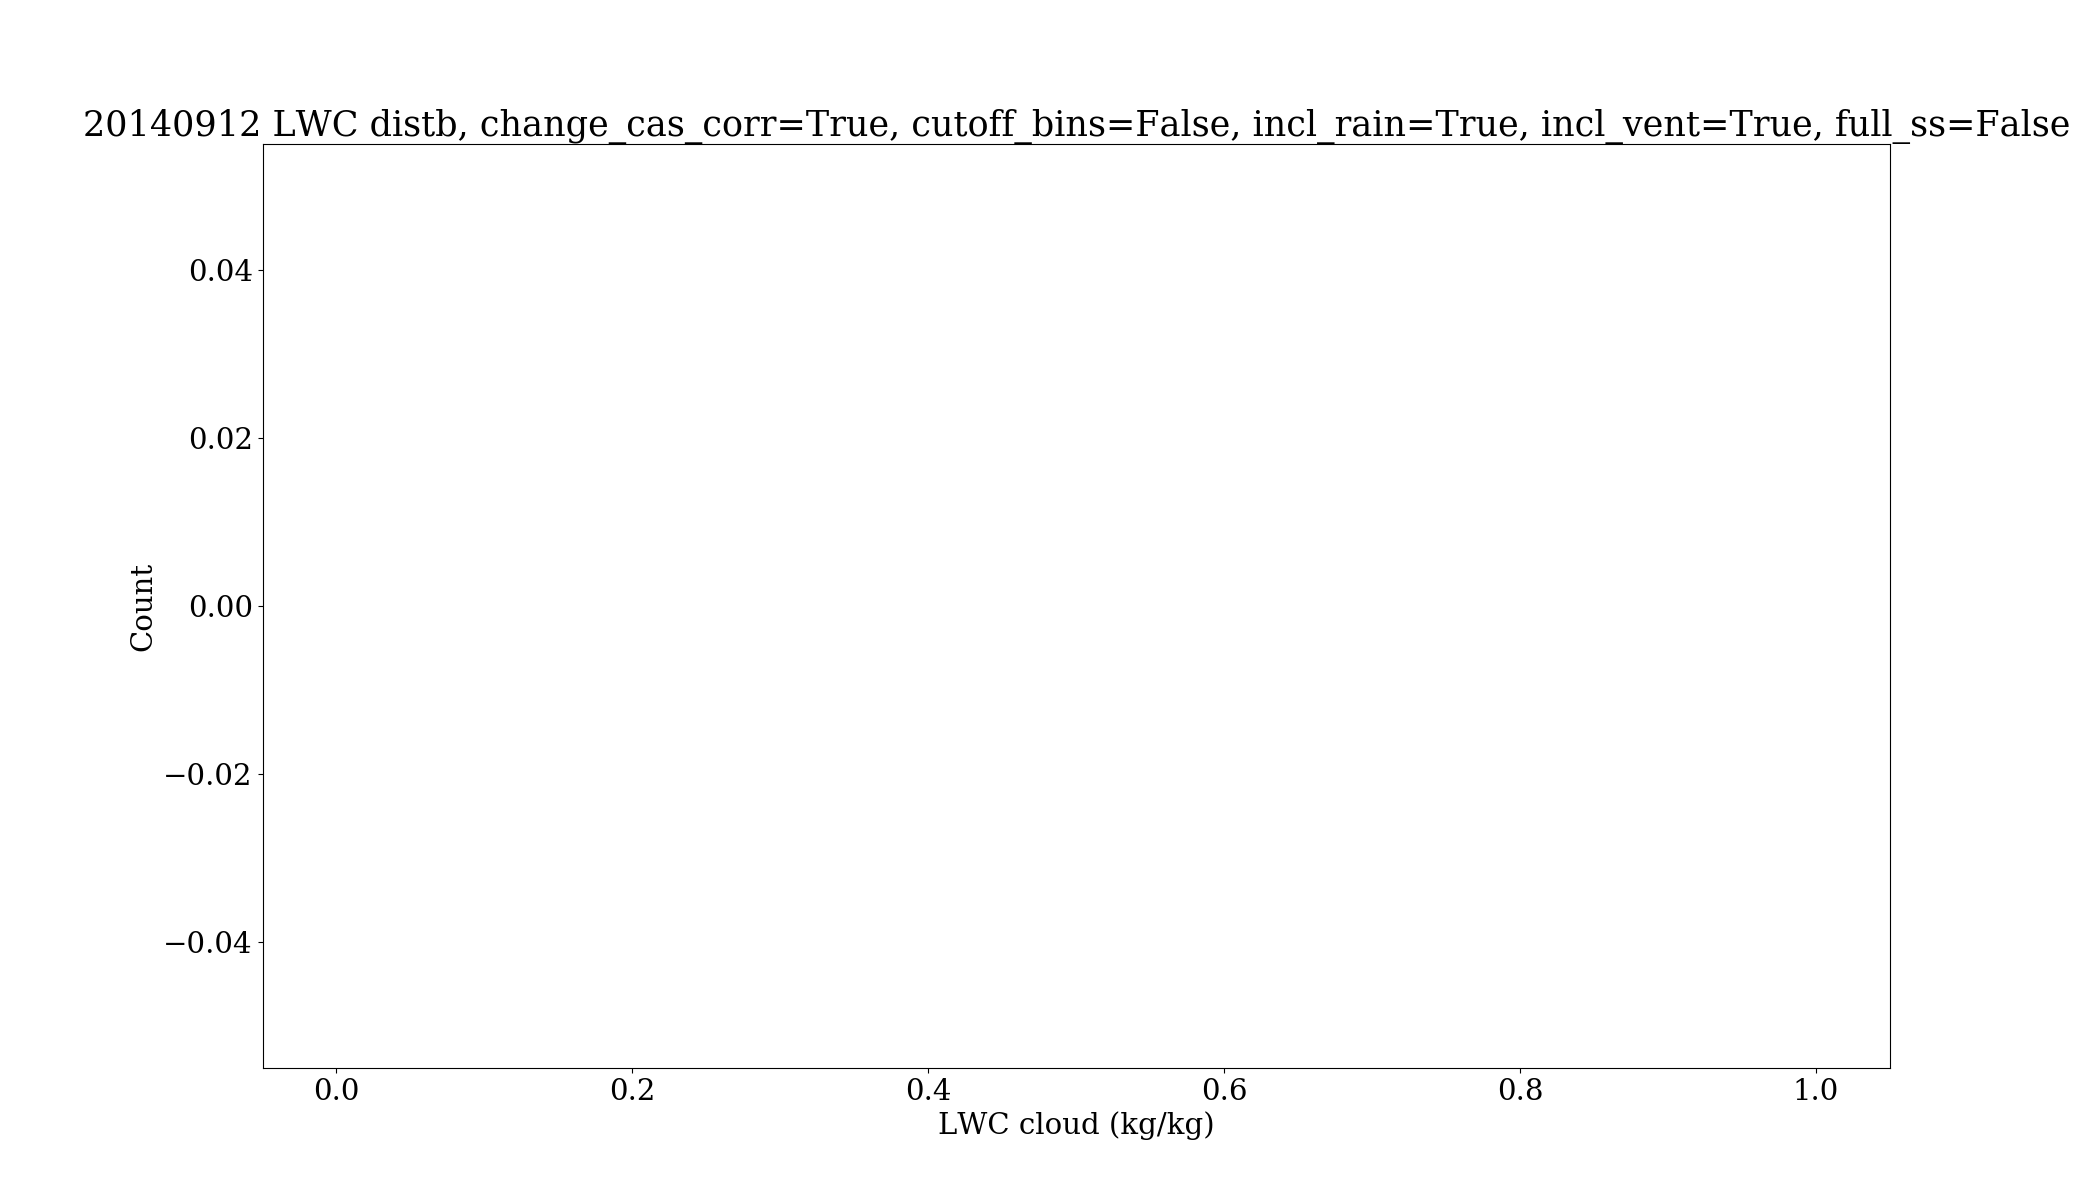 20140912 LWC distb, change_cas_corr=True, cutoff_bins=False, incl_rain=True, incl_vent=True, full_ss=False
0.04
0.02
0.00
−0.02
−0.04
Count
0.0 0.2 0.4 0.6 0.8 1.0
LWC cloud (kg/kg)